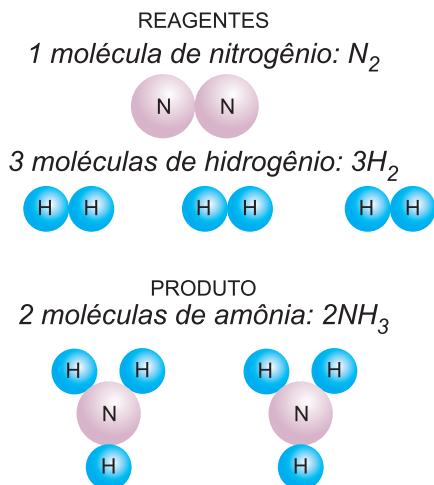 REAGENTES
1 molécula de nitrogênio: N₂
N N
3 moléculas de hidrogênio: 3H₂
H H H H H H
PRODUTO
2 moléculas de amônia: 2NH₃
H H H H
N N
H H